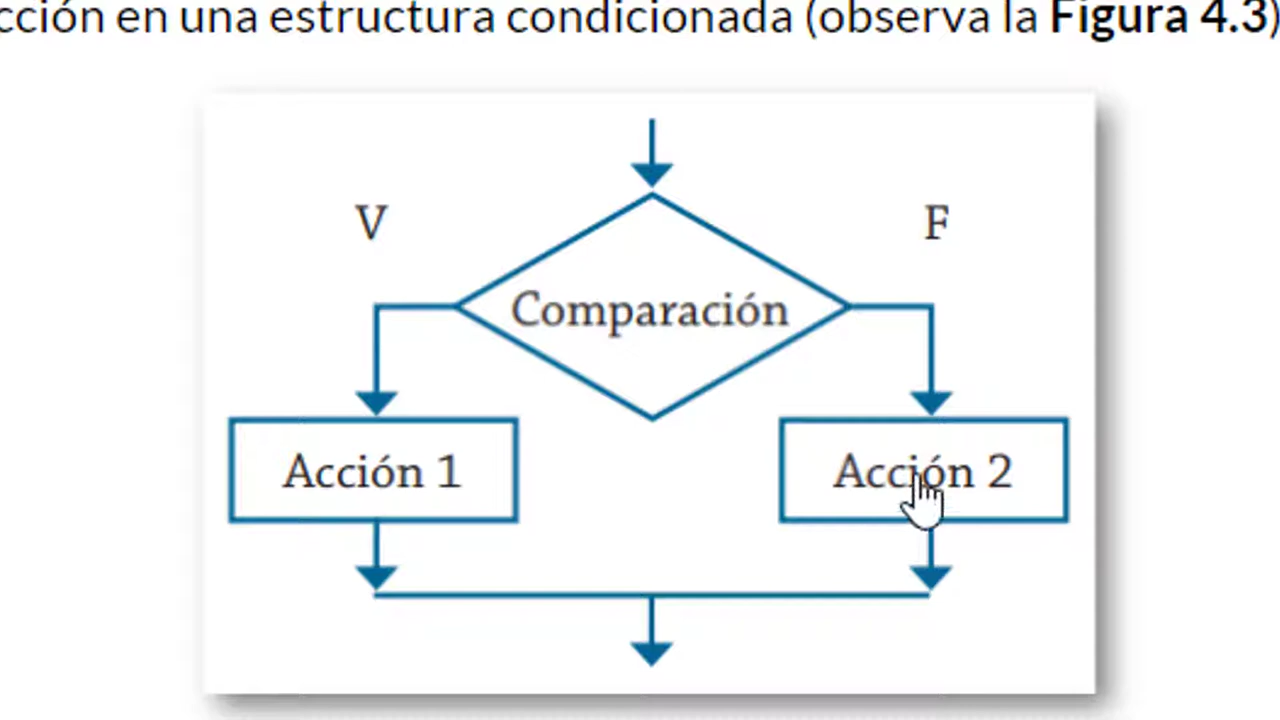 cción en una estructura condicionada (observa la Figura 4.3)
V
F
Comparación
Acción 1
Acción 2